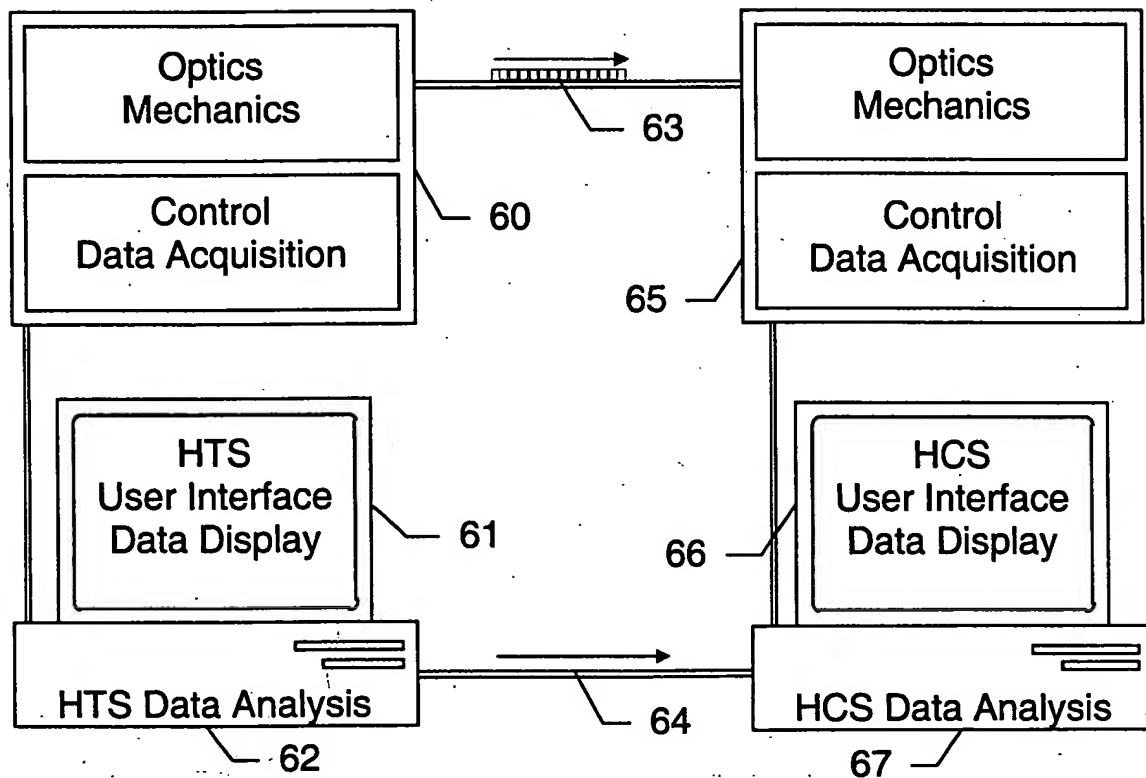 Optics
Mechanics
Control
Data Acquisition
60
63
Optics
Mechanics
Control
Data Acquisition
65
HTS
User Interface
Data Display
61
HTS Data Analysis
62
64
HCS
User Interface
Data Display
66
HCS Data Analysis
67